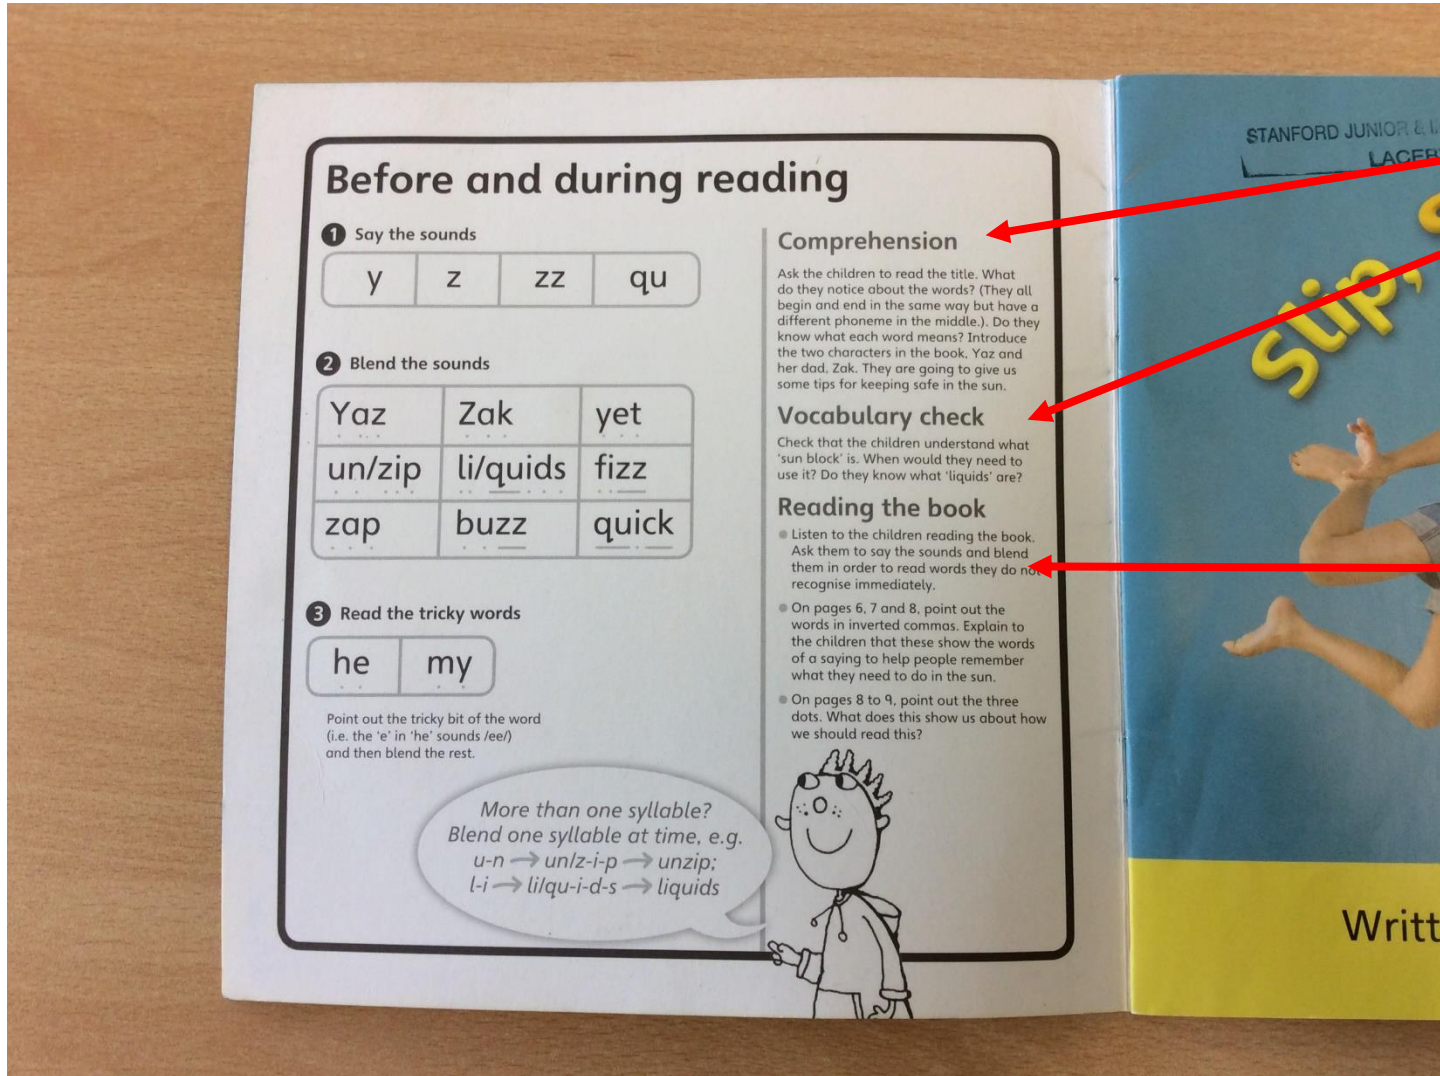 Before and during reading
1 Say the sounds
y z zz qu
2 Blend the sounds
Yaz Zak yet
un/zip li/quids fizz
zap buzz quick
3 Read the tricky words
he my
Point out the tricky bit of the word
(i.e. the 'e' in 'he' sounds /ee/)
and then blend the rest.
More than one syllable?
Blend one syllable at time, e.g.
u-n → un/z-i-p → unzip;
l-i → li/qu-i-d-s → liquids
Comprehension
Ask the children to read the title. What
do they notice about the words? (They all
begin and end in the same way but have a
different phoneme in the middle.). Do they
know what each word means? Introduce
the two characters in the book, Yaz and
her dad, Zak. They are going to give us
some tips for keeping safe in the sun.
Vocabulary check
Check that the children understand what
'sun block' is. When would they need to
use it? Do they know what 'liquids' are?
Reading the book
• Listen to the children reading the book.
Ask them to say the sounds and blend
them in order to read words they do not
recognise immediately.
• On pages 6, 7 and 8, point out the
words in inverted commas. Explain to
the children that these show the words
of a saying to help people remember
what they need to do in the sun.
• On pages 8 to 9, point out the three
dots. What does this show us about how
we should read this?
STANFORD JUNIOR & I
LACEB
Slip, S
Writt